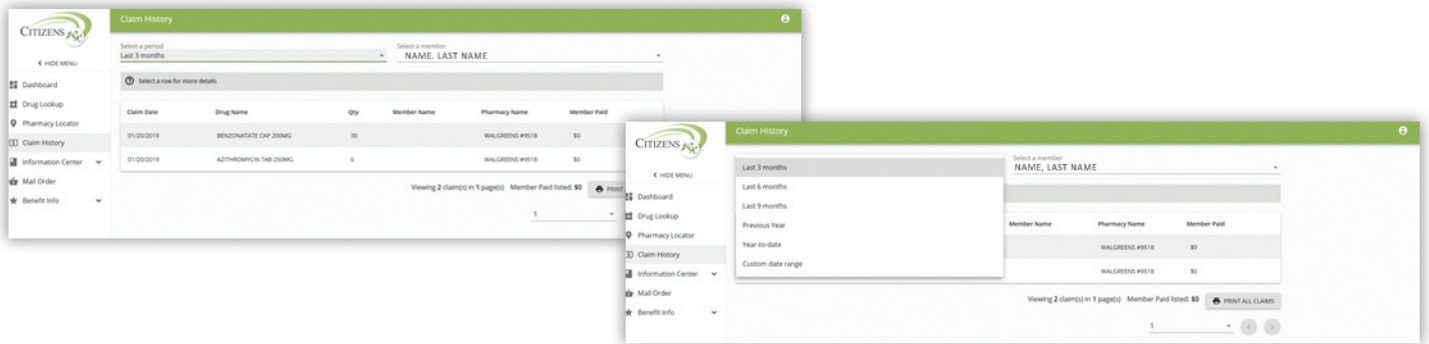 CITIZENS Rx
HIDE MENU
Dashboard
Drug Lookup
Pharmacy Locator
Claim History
Information Center
Mail Order
Benefit Info
Claim History
Select a period
Last 3 months
Select a member
NAME. LAST NAME
Select a row for more details
Claim Date Drug Name Qty Member Name Pharmacy Name Member Paid
01/20/2019 BENZONATATE CAP 200MG 30 WALGREENS #9518 $0
01/20/2019 AZITHROMYCIN TAB 250MG 6 WALGREENS #9518 $0
Viewing 2 claim(s) in 1 page(s) Member Paid listed: $0 PRINT
1
CITIZENS Rx
HIDE MENU
Dashboard
Drug Lookup
Pharmacy Locator
Claim History
Information Center
Mail Order
Benefit Info
Claim History
Last 3 months
Last 6 months
Last 9 months
Previous Year
Year-to-date
Custom date range
Select a member
NAME, LAST NAME
Member Name Pharmacy Name Member Paid
WALGREENS #9518 $0
WALGREENS #9518 $0
Viewing 2 claim(s) in 1 page(s) Member Paid listed: $0 PRINT ALL CLAIMS
1